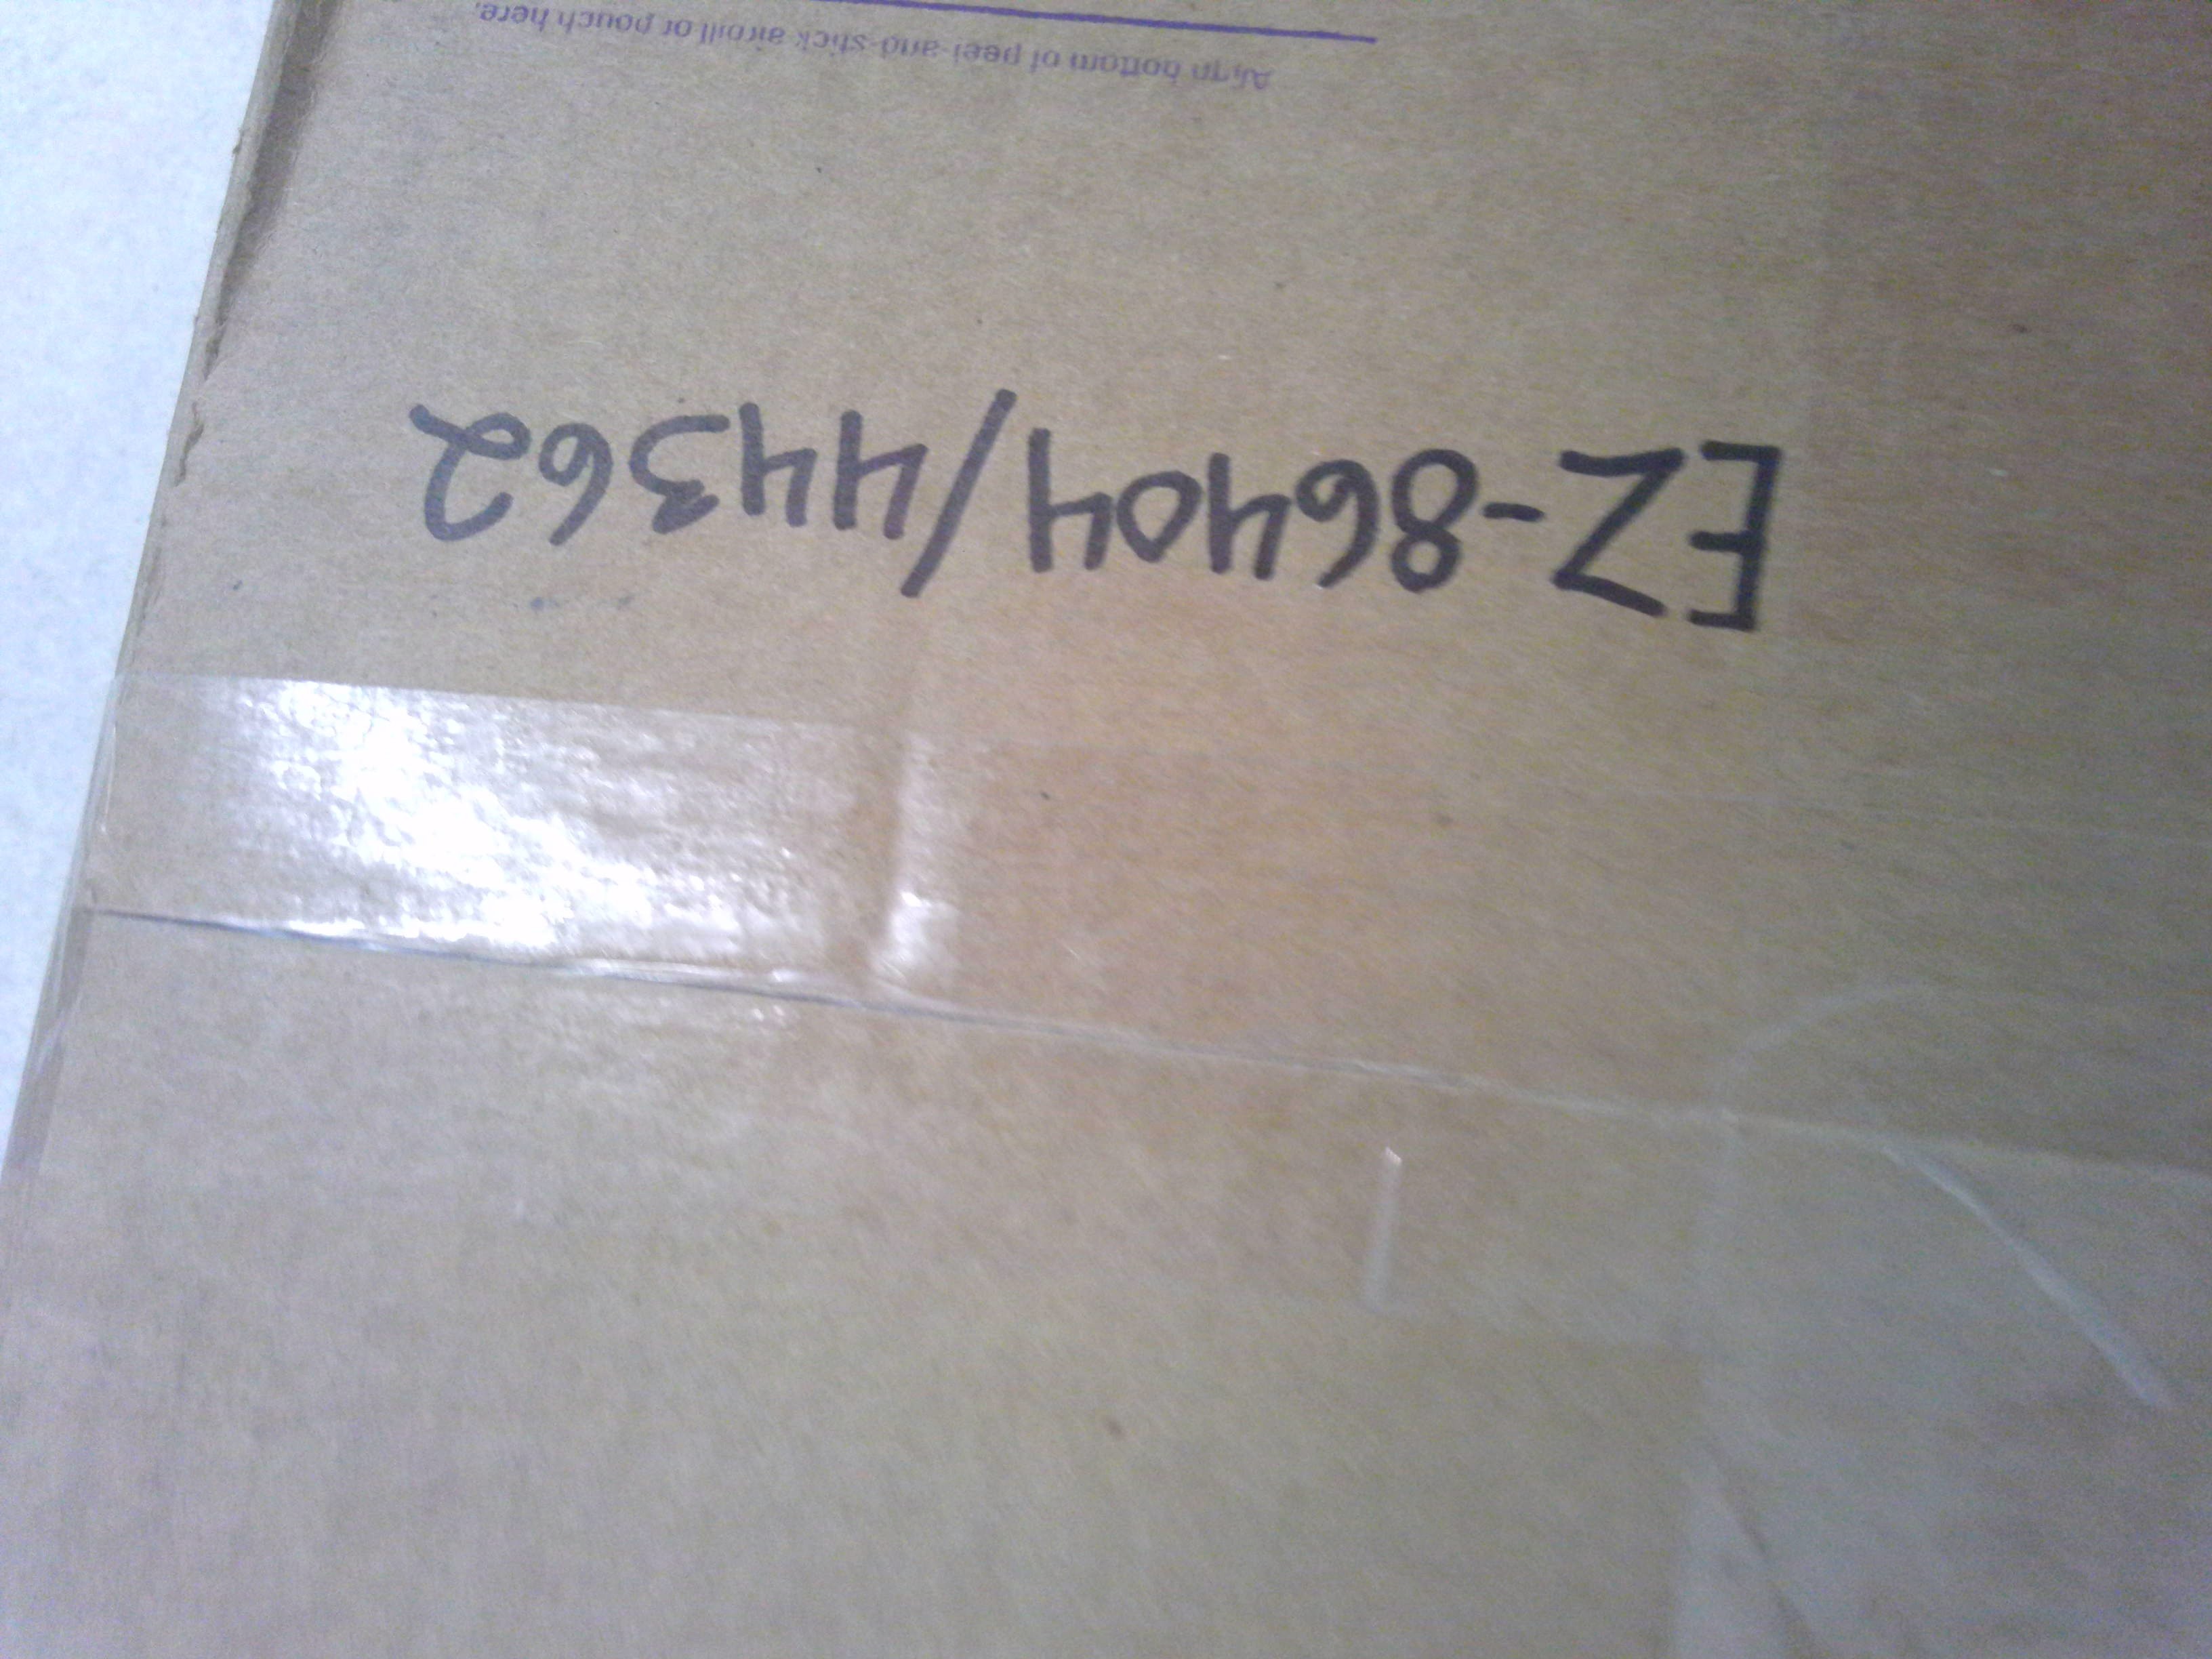 EZ-86404/44362
Align bottom of peel-and-stick airbill or pouch here.